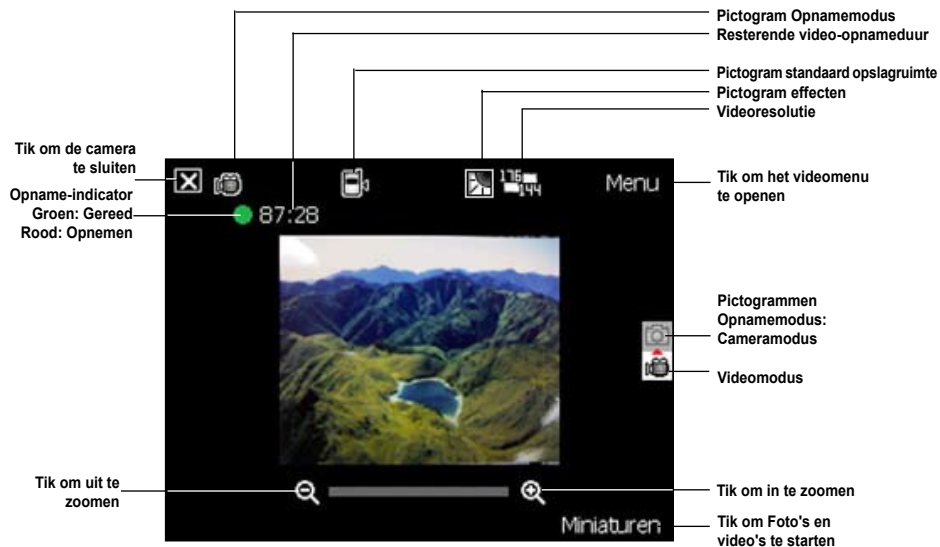 Pictogram Opnamemodus
Resterende video-opnameduur
Pictogram standaard opslagruimte
Pictogram effecten
Videoresolutie
Tik om de camera
te sluiten
Opname-indicator
Groen: Gereed
Rood: Opnemen
176
144
Menu
87:28
Tik om het videomenu
te openen
Pictogrammen
Opnamemodus:
Cameramodus
Videomodus
Tik om uit te
zoomen
Tik om in te zoomen
Miniaturen
Tik om Foto's en
video's te starten